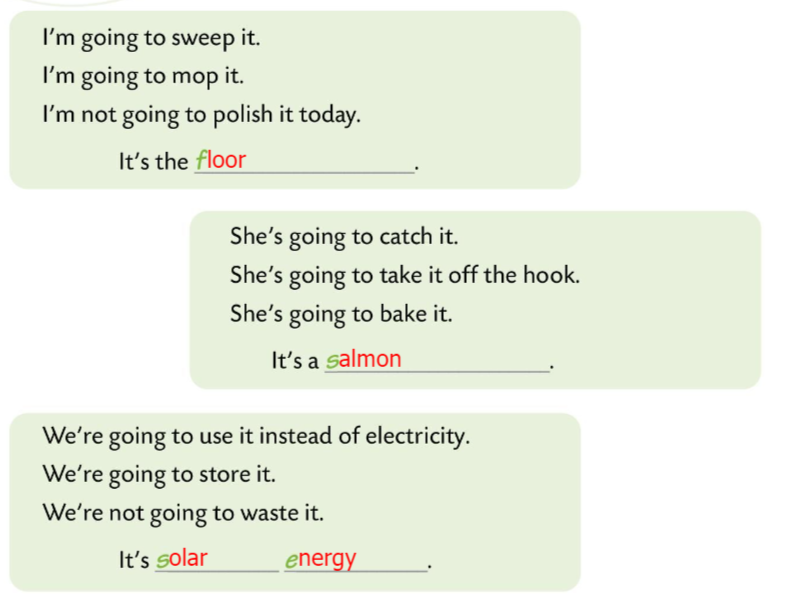 I'm going to sweep it.
I'm going to mop it.
I'm not going to polish it today.
It's the floor.
She's going to catch it.
She's going to take it off the hook.
She's going to bake it.
It's a salmon.
We're going to use it instead of electricity.
We're going to store it.
We're not going to waste it.
It's solar energy.